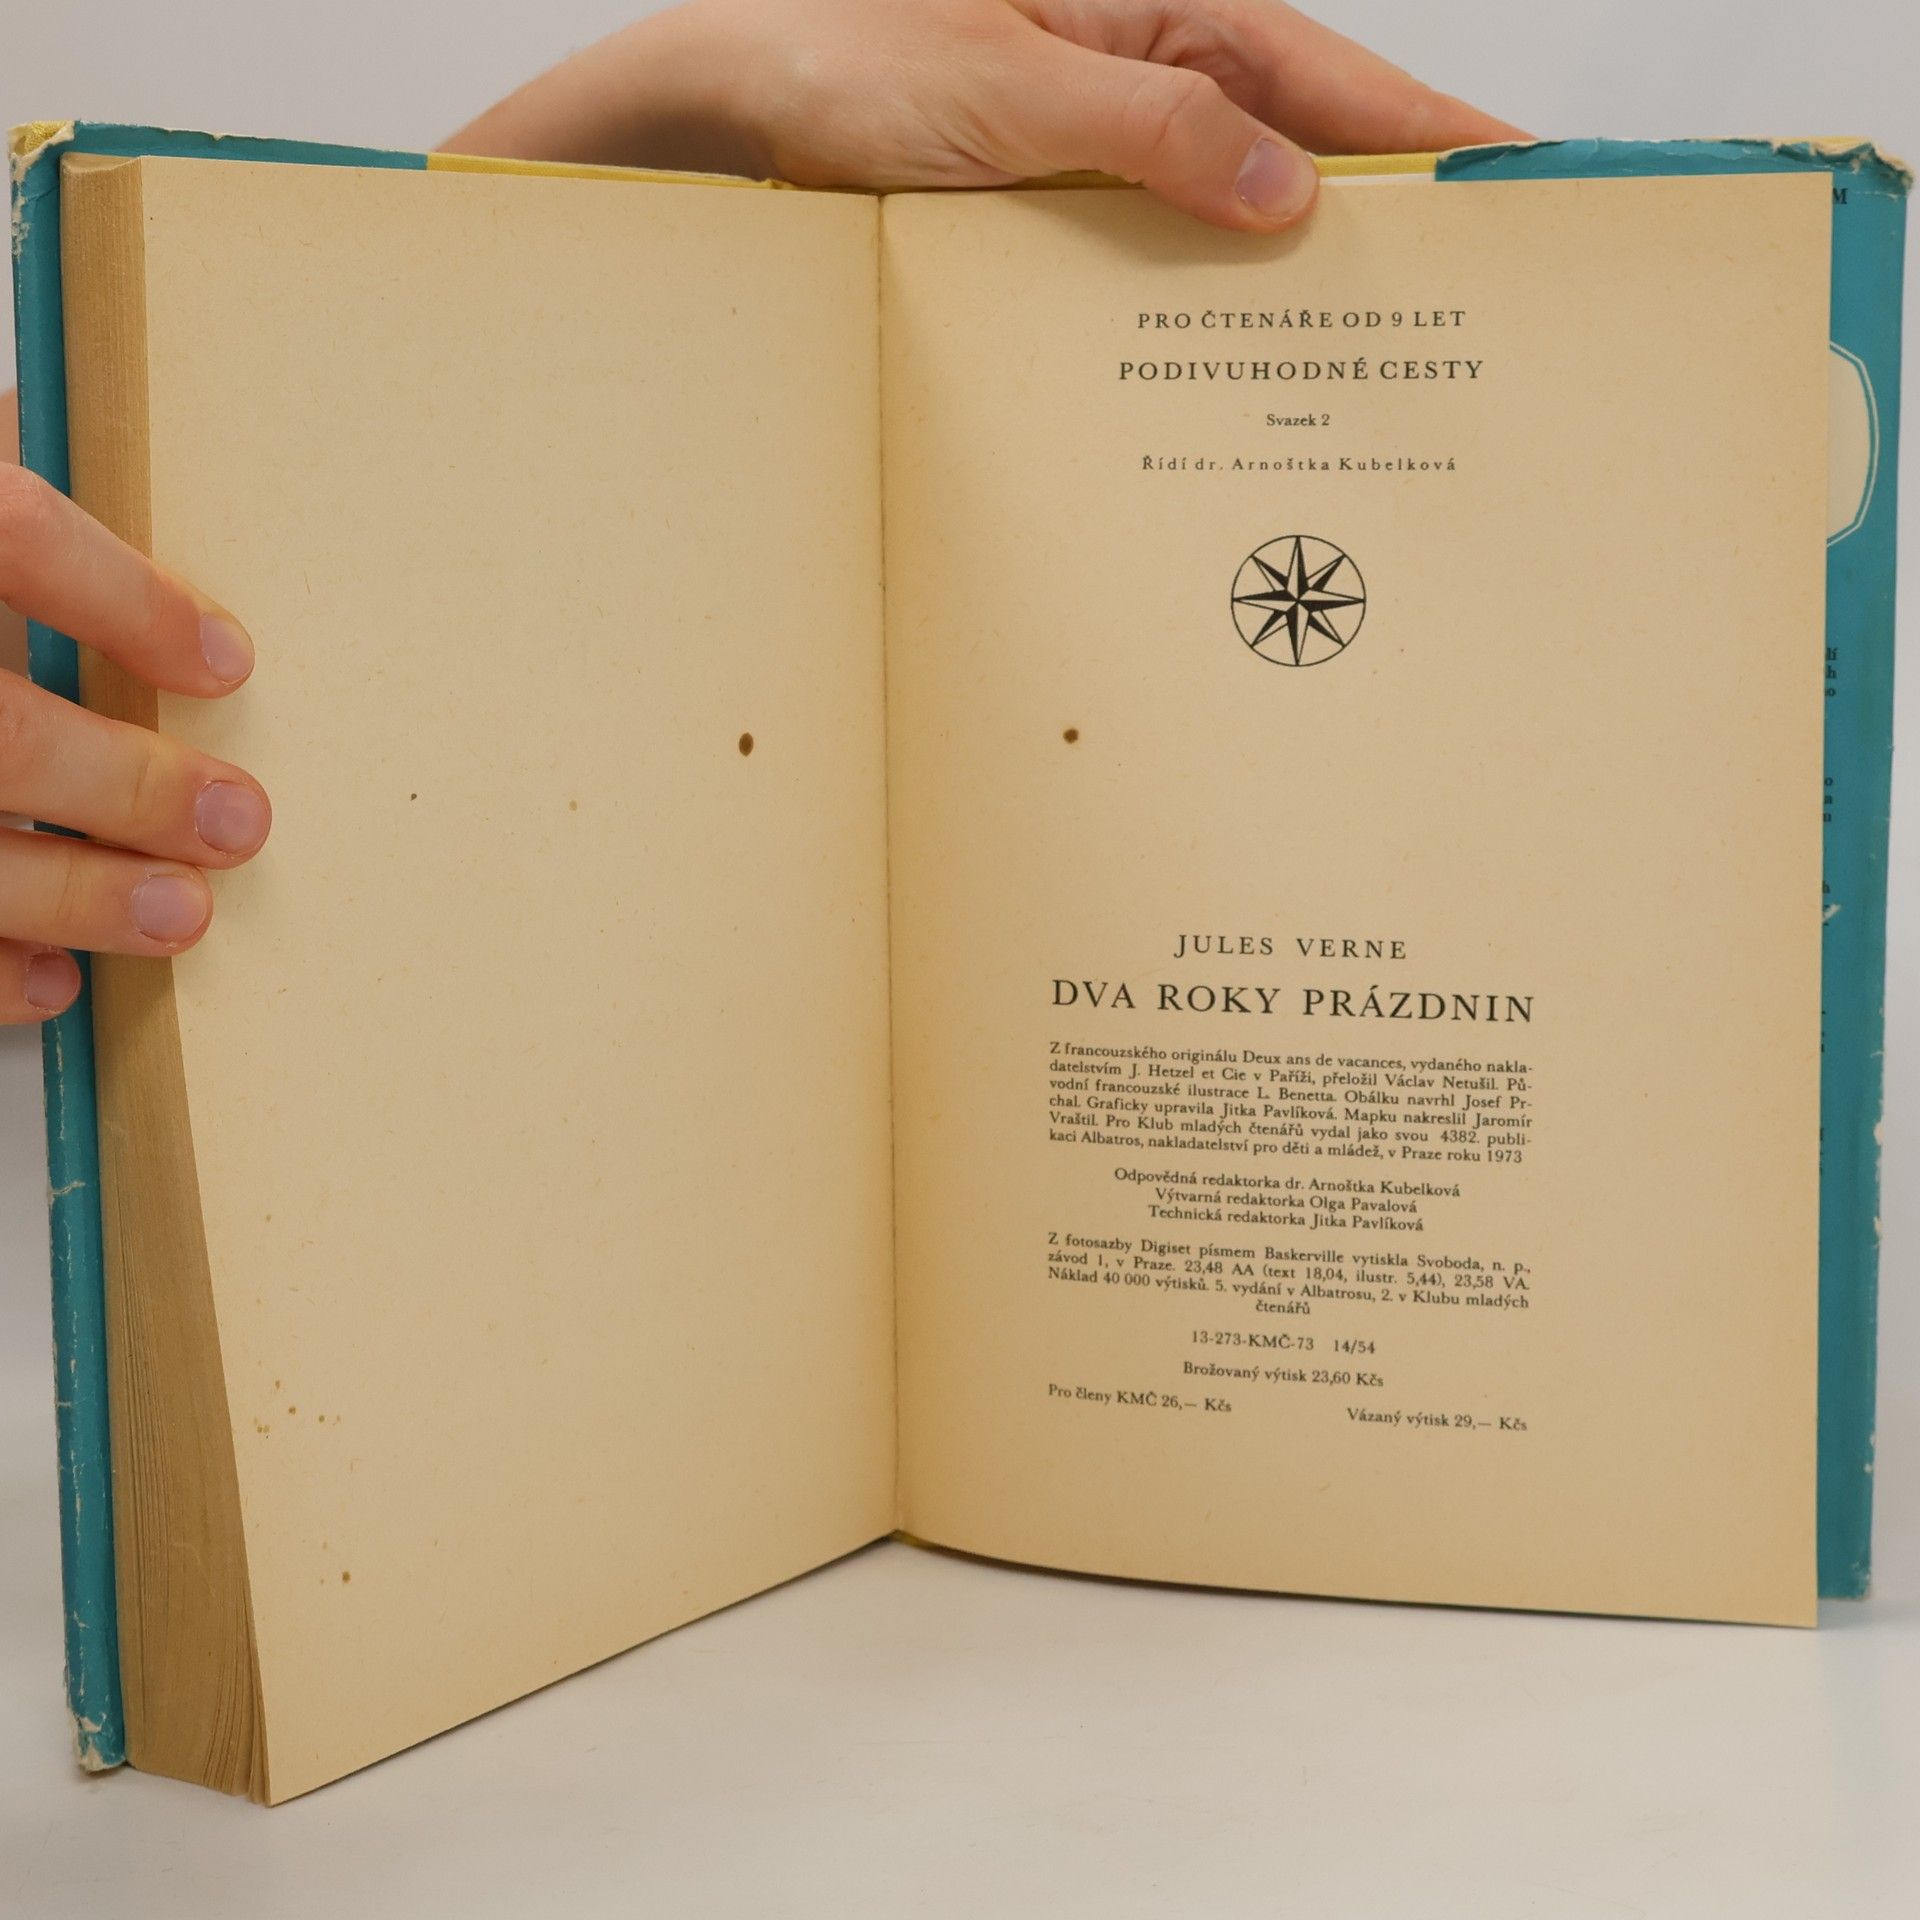 PRO ČTENÁŘE OD 9 LET
PODIVUHODNÉ CESTY
Svazek 2
Řídí dr. Arnoštka Kubelková
JULES VERNE
DVA ROKY PRÁZDNIN
Z francouzského originálu Deux ans de vacances, vydaného nakla-
datelstvím J. Hetzel et Cie v Paříži, přeložil Václav Netušil. Pů-
vodní francouzské ilustrace L. Benetta. Obálku navrhl Josef Pr-
chal. Graficky upravila Jitka Pavlíková. Mapku nakreslil Jaromír
Vraštil. Pro Klub mladých čtenářů vydal jako svou 4382. publi-
kaci Albatros, nakladatelství pro děti a mládež, v Praze roku 1973
Odpovědná redaktorka dr. Arnoštka Kubelková
Výtvarná redaktorka Olga Pavalová
Technická redaktorka Jitka Pavlíková
Z fotosazby Digiset písmem Baskerville vytiskla Svoboda, n. p.,
závod 1, v Praze. 23,48 AA (text 18,04, ilustr. 5,44), 23,58 VA.
Náklad 40 000 výtisků. 5. vydání v Albatrosu, 2. v Klubu mladých
čtenářů
13-273-KMČ-73 14/54
Brožovaný výtisk 23,60 Kčs
Pro členy KMČ 26,— Kčs
Vázaný výtisk 29,— Kčs